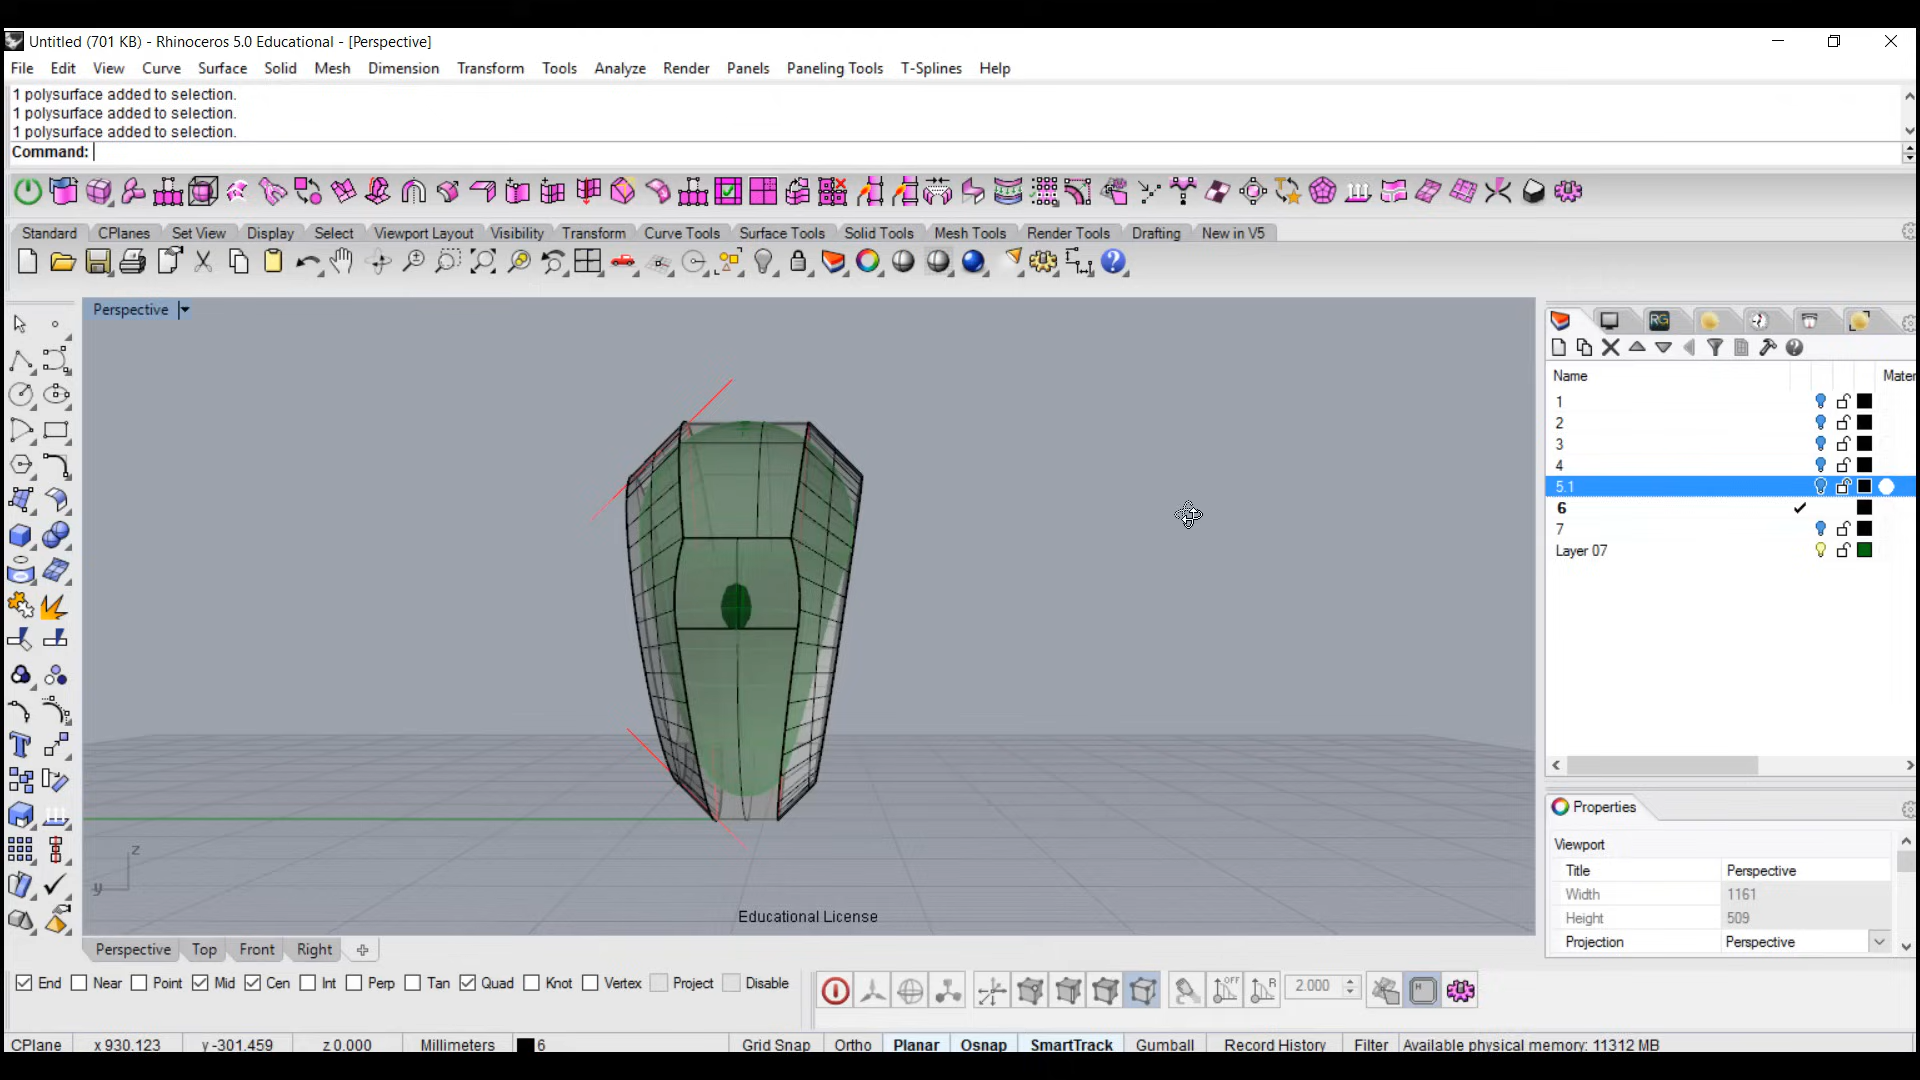 Untitled (701 KB) - Rhinoceros 5.0 Educational - [Perspective]
File Edit View Curve Surface Solid Mesh Dimension Transform Tools Analyze Render Panels Paneling Tools T-Splines Help
1 polysurface added to selection.
1 polysurface added to selection.
1 polysurface added to selection.
Command:
Standard CPlanes Set View Display Select Viewport Layout Visibility Transform Curve Tools Surface Tools Solid Tools Mesh Tools Render Tools Drafting New in V5
Perspective
RG
Name Mater
1
2
3
4
5.1
6
7
Layer 07
Properties
Viewport
Title Perspective
Width 1161
Height 509
Projection Perspective
z
y
Educational License
Perspective Top Front Right
End Near Point Mid Cen Int Perp Tan Quad Knot Vertex Project Disable
OFF R 2.000 H
CPlane x 930.123 y -301.459 z 0.000 Millimeters 6 Grid Snap Ortho Planar Osnap SmartTrack Gumball Record History Filter Available physical memory: 11312 MB